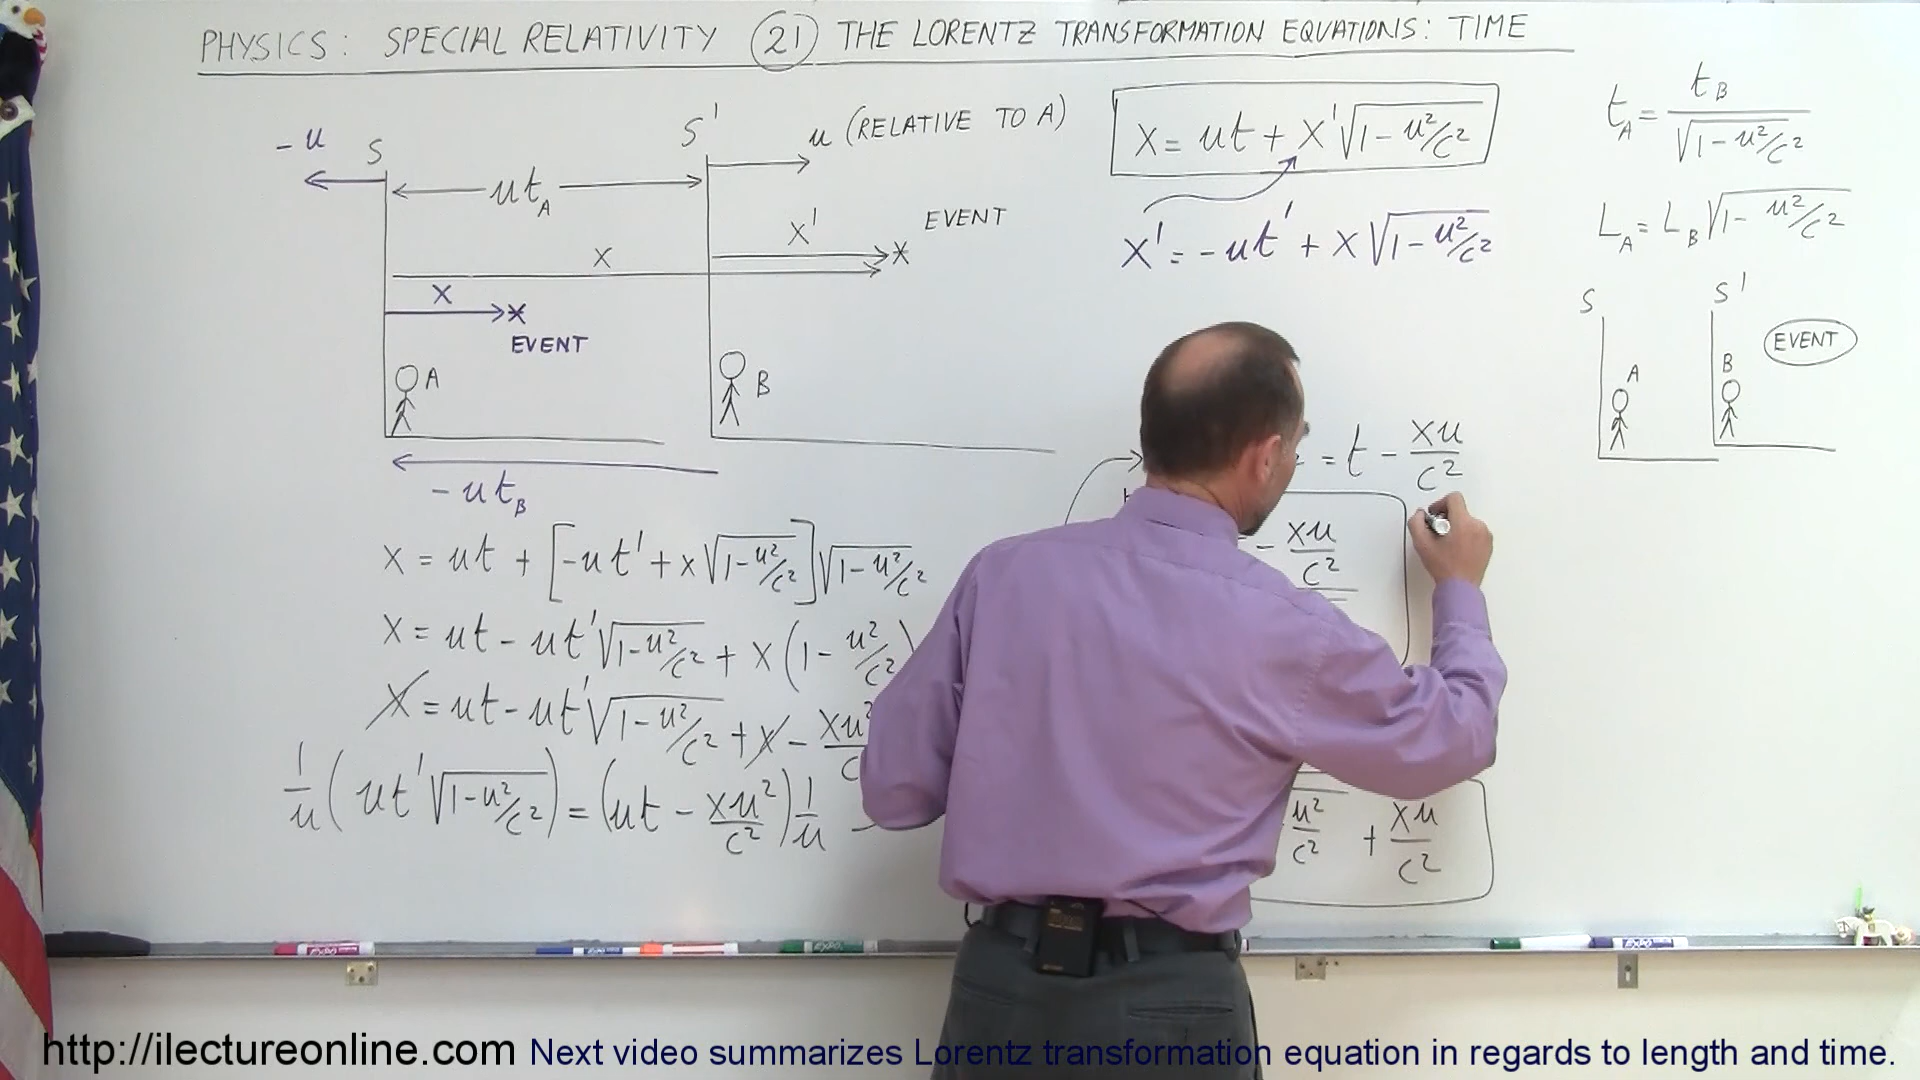 PHYSICS: SPECIAL RELATIVITY 21 THE LORENTZ TRANSFORMATION EQUATIONS: TIME
-u S
S' u (RELATIVE TO A)
ut_A
x' EVENT
x
x
EVENT
A
B
-ut_B
x = ut + [-ut' + x√(1-u²/c²)]√(1-u²/c²)
x = ut - ut'√(1-u²/c²) + x(1-u²/c²)
x = ut - ut'√(1-u²/c²) + x - xu²
1/u (ut'√(1-u²/c²)) = (ut - xu²/c²) 1/u
x = ut + x'√(1-u²/c²)
x' = -ut' + x√(1-u²/c²)
= t - xu/c²
- xu/c²
u²/c² + xu/c²
t_A = t_B/√(1-u²/c²)
L_A = L_B√(1-u²/c²)
S S'
EVENT
A B
EXPO
http://ilectureonline.com Next video summarizes Lorentz transformation equation in regards to length and time.